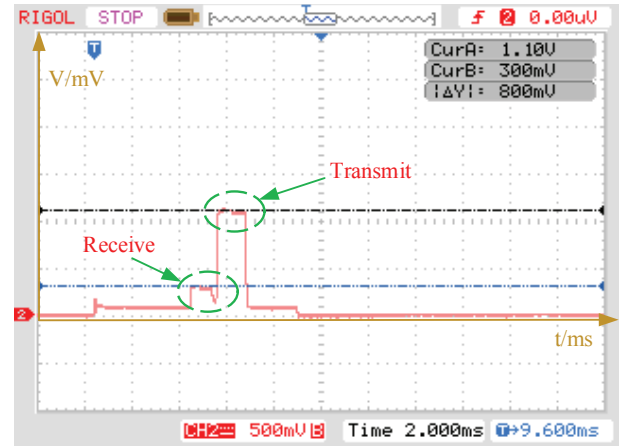 RIGOL STOP T f 2 0.00uV
T
CurA: 1.10V
CurB: 300mV
|ΔY|: 800mV
V/mV
Transmit
Receive
2
t/ms
CH2 500mV B Time 2.000ms T→9.600ms